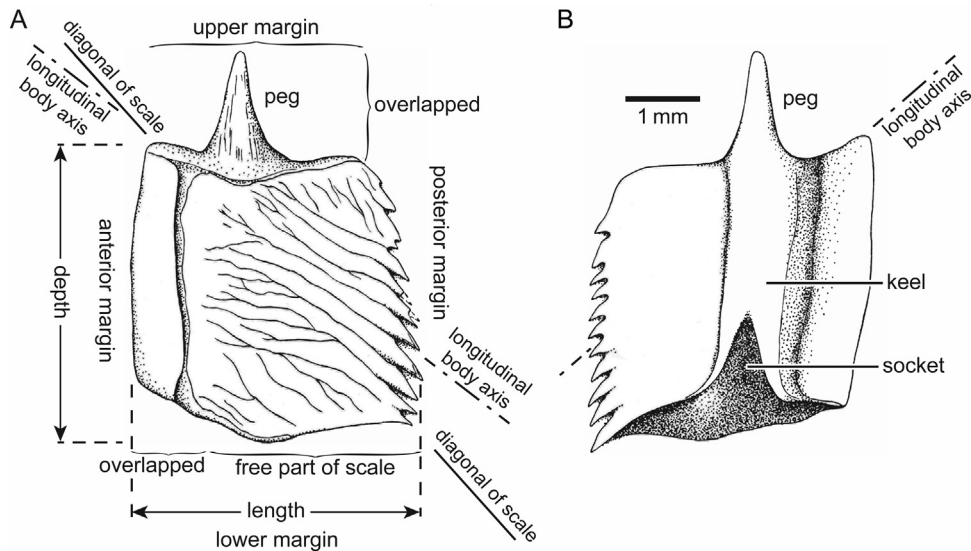 A
upper margin
diagonal of scale
longitudinal
body axis
peg
overlapped
depth
anterior margin
posterior margin
longitudinal
body axis
overlapped
free part of scale
diagonal of scale
length
lower margin
B
1 mm
peg
longitudinal
body axis
keel
socket